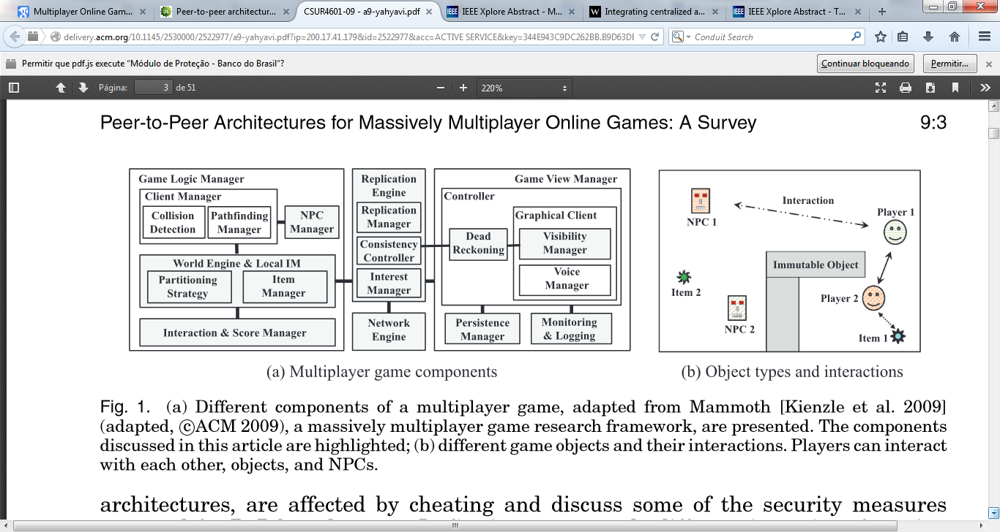 Multiplayer Online Gam...
Peer-to-peer architectur...
CSUR4601-09 - a9-yahyavi.pdf
IEEE Xplore Abstract - M...
Integrating centralized a...
IEEE Xplore Abstract - T...
delivery.acm.org/10.1145/2530000/2522977/a9-yahyavi.pdf?ip=200.17.41.179&id=2522977&acc=ACTIVE SERVICE&key=344E943C9DC262BB.B9D63DE
Conduit Search
Permitir que pdf.js execute "Módulo de Proteção - Banco do Brasil"?
Continuar bloqueando
Permitir...
Página: 3 de 51
220%
Peer-to-Peer Architectures for Massively Multiplayer Online Games: A Survey 9:3
Game Logic Manager
Client Manager
Collision
Detection
Pathfinding
Manager
NPC
Manager
World Engine & Local IM
Partitioning
Strategy
Item
Manager
Interaction & Score Manager
Replication
Engine
Replication
Manager
Consistency
Controller
Interest
Manager
Network
Engine
Game View Manager
Controller
Dead
Reckoning
Graphical Client
Visibility
Manager
Voice
Manager
Persistence
Manager
Monitoring
& Logging
(a) Multiplayer game components
NPC 1
Interaction
Player 1
Immutable Object
Item 2
NPC 2
Player 2
Item 1
(b) Object types and interactions
Fig. 1. (a) Different components of a multiplayer game, adapted from Mammoth [Kienzle et al. 2009]
(adapted, ©ACM 2009), a massively multiplayer game research framework, are presented. The components
discussed in this article are highlighted; (b) different game objects and their interactions. Players can interact
with each other, objects, and NPCs.
architectures, are affected by cheating and discuss some of the security measures